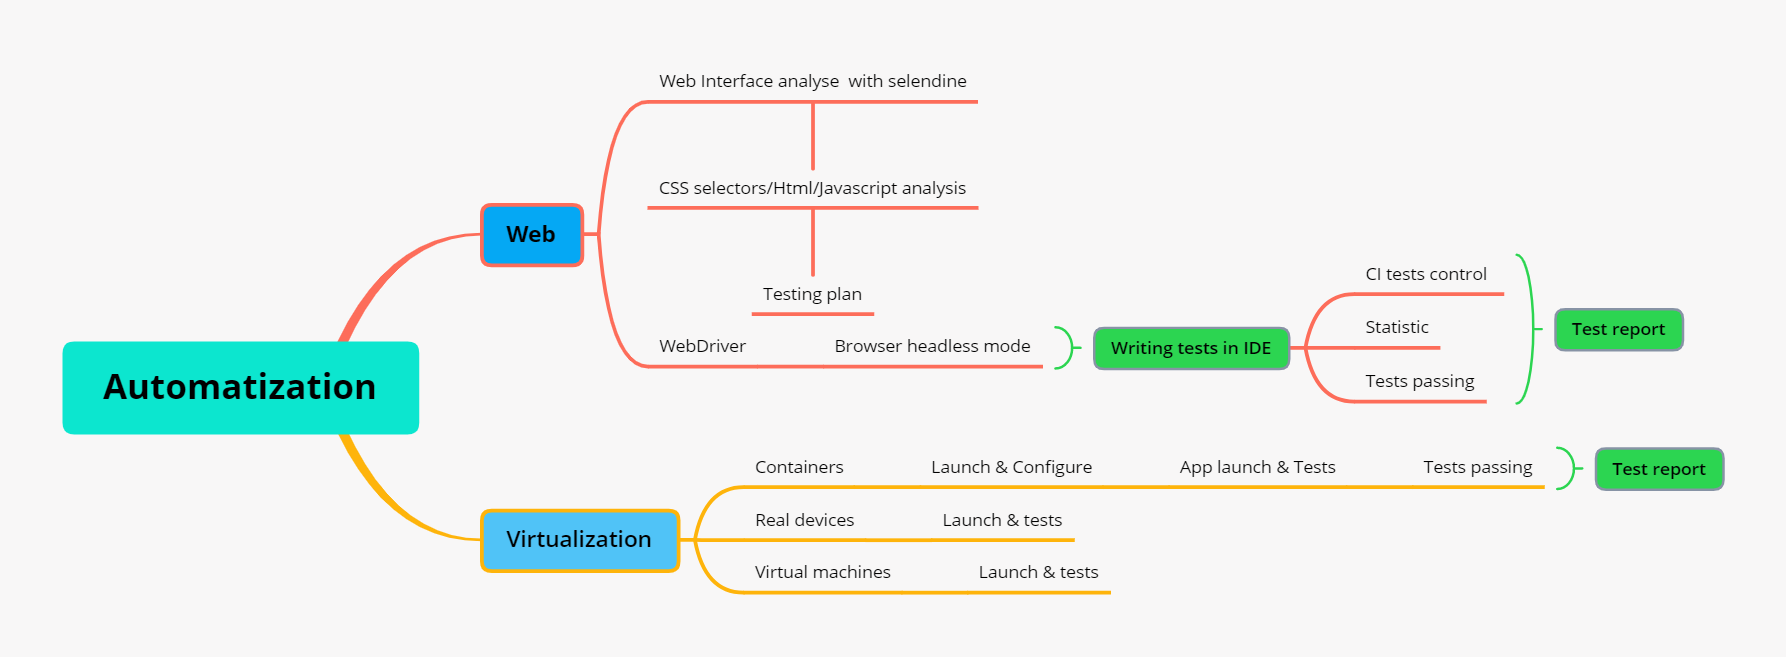 Automatization
Web
Web Interface analyse  with selendine
CSS selectors/Html/Javascript analysis
Testing plan
WebDriver
Browser headless mode
Writing tests in IDE
CI tests control
Statistic
Tests passing
Test report
Virtualization
Containers
Launch & Configure
App launch & Tests
Tests passing
Test report
Real devices
Launch & tests
Virtual machines
Launch & tests